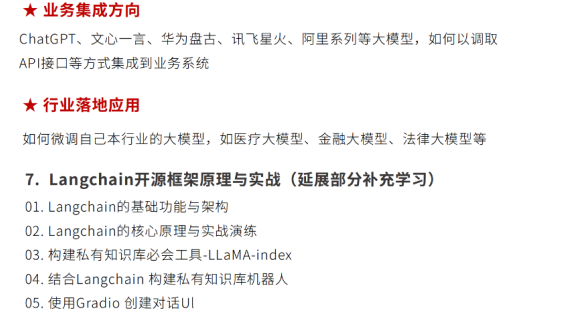 ★ 业务集成方向
ChatGPT、文心一言、华为盘古、讯飞星火、阿里系列等大模型，如何以调取
API接口等方式集成到业务系统
★ 行业落地应用
如何微调自己本行业的大模型，如医疗大模型、金融大模型、法律大模型等
7. Langchain开源框架原理与实战（延展部分补充学习）
01. Langchain的基础功能与架构
02. Langchain的核心原理与实战演练
03. 构建私有知识库必会工具-LLaMA-index
04. 结合Langchain 构建私有知识库机器人
05. 使用Gradio 创建对话Ul